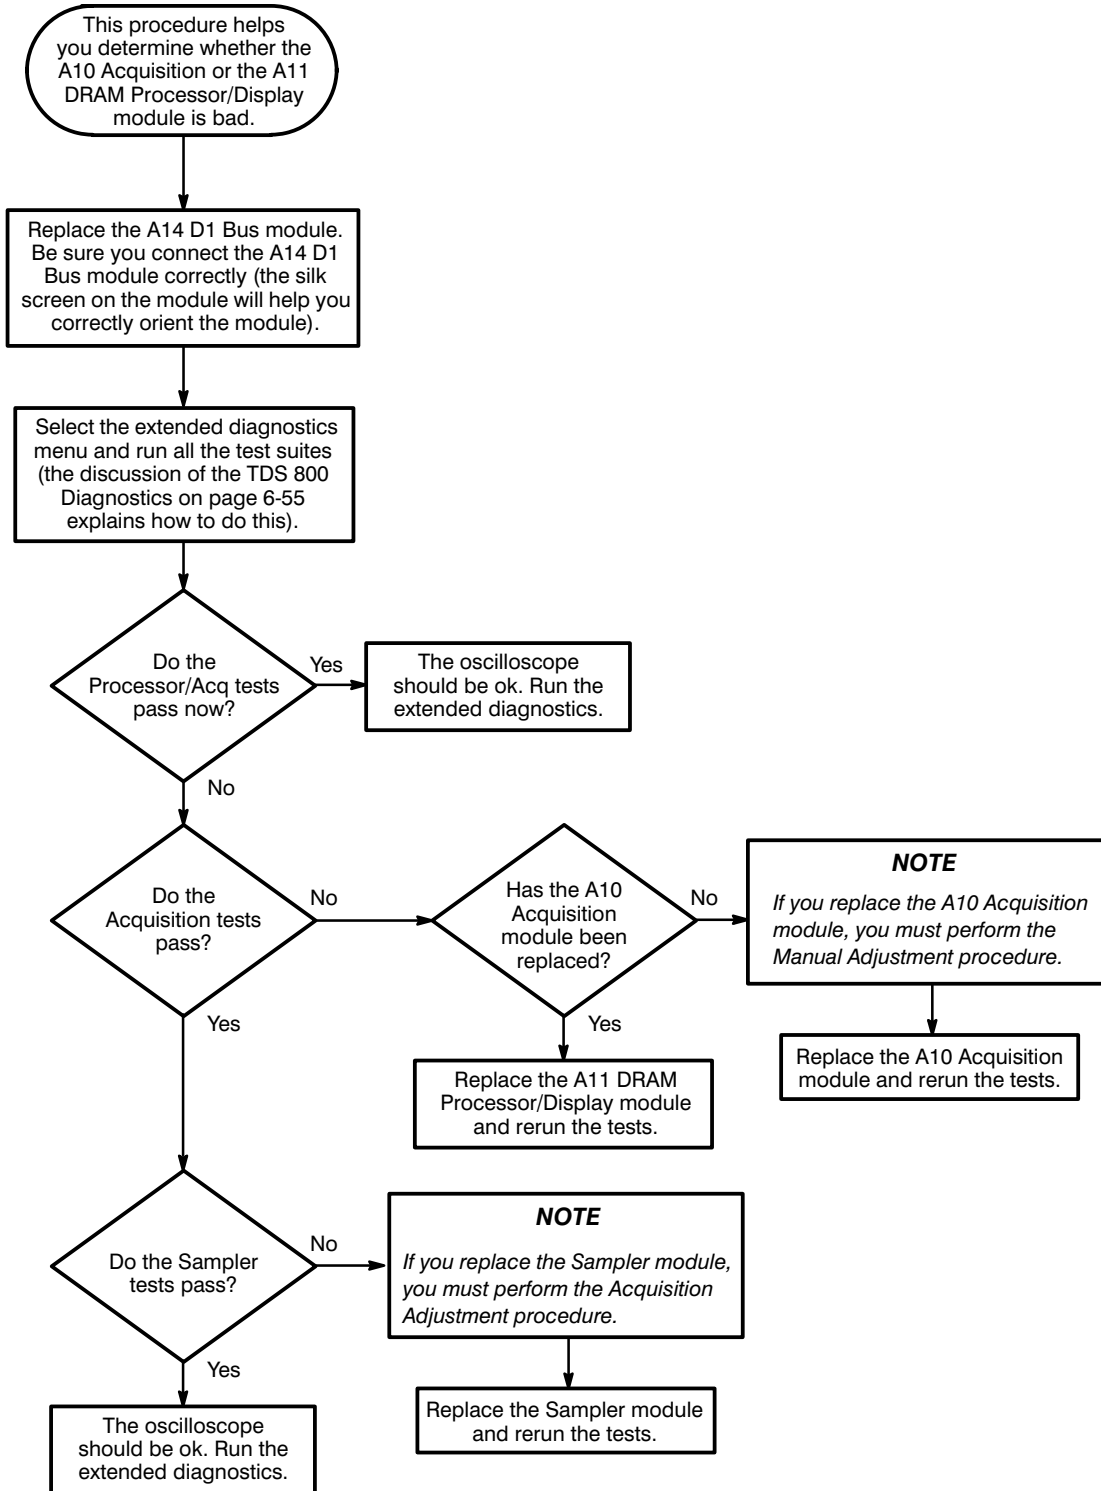 This procedure helps
you determine whether the
A10 Acquisition or the A11
DRAM Processor/Display
module is bad.
Replace the A14 D1 Bus module.
Be sure you connect the A14 D1
Bus module correctly (the silk
screen on the module will help you
correctly orient the module).
Select the extended diagnostics
menu and run all the test suites
(the discussion of the TDS 800
Diagnostics on page 6-55
explains how to do this).
Do the
Processor/Acq tests
pass now?
Yes
The oscilloscope
should be ok. Run the
extended diagnostics.
No
Do the
Acquisition tests
pass?
No
Has the A10
Acquisition
module been
replaced?
No
NOTE
If you replace the A10 Acquisition
module, you must perform the
Manual Adjustment procedure.
Replace the A10 Acquisition
module and rerun the tests.
Yes
Replace the A11 DRAM
Processor/Display module
and rerun the tests.
Yes
Do the Sampler
tests pass?
No
NOTE
If you replace the Sampler module,
you must perform the Acquisition
Adjustment procedure.
Replace the Sampler module
and rerun the tests.
Yes
The oscilloscope
should be ok. Run the
extended diagnostics.